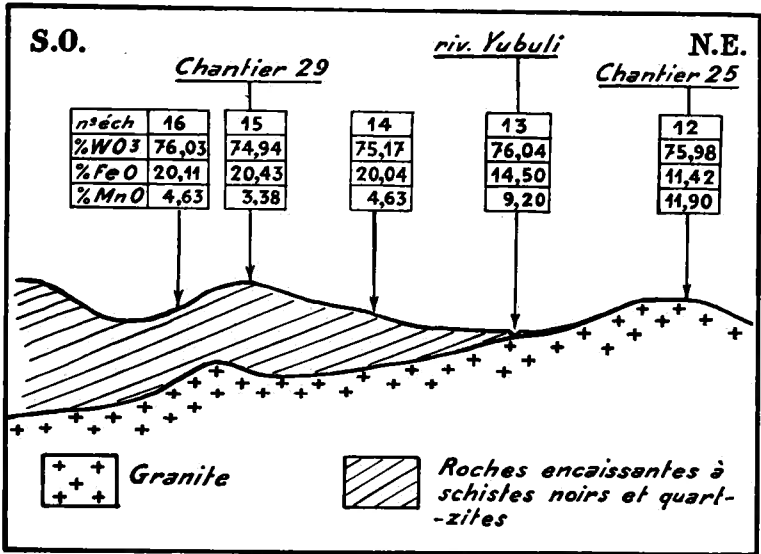 S.O.
riv. Yubuli
N.E.
Chantier 29
Chantier 25
n°éch 16 15 14 13 12
%WO3 76,03 74,94 75,17 76,04 75,98
%FeO 20,11 20,43 20,04 14,50 11,42
%MnO 4,63 3,38 4,63 9,20 11,90
Granite
Roches encaissantes à
schistes noirs et quart-
-zites